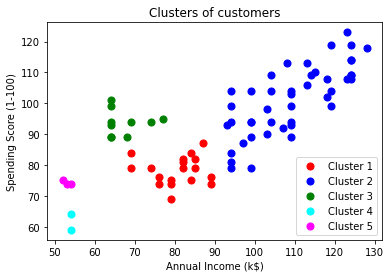 Clusters of customers
Spending Score (1-100)
120
110
100
90
80
70
60
50 60 70 80 90 100 110 120 130
Annual Income (k$)
Cluster 1
Cluster 2
Cluster 3
Cluster 4
Cluster 5